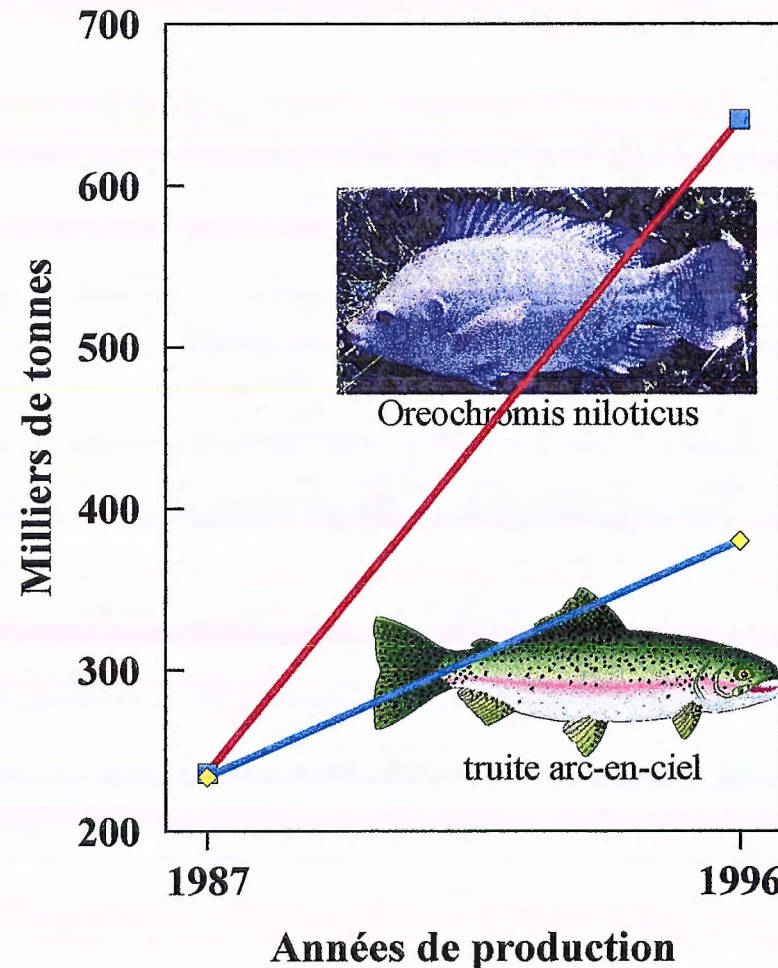 700
600
500
400
300
200
Milliers de tonnes
Oreochromis niloticus
truite arc-en-ciel
1987
1996
Années de production